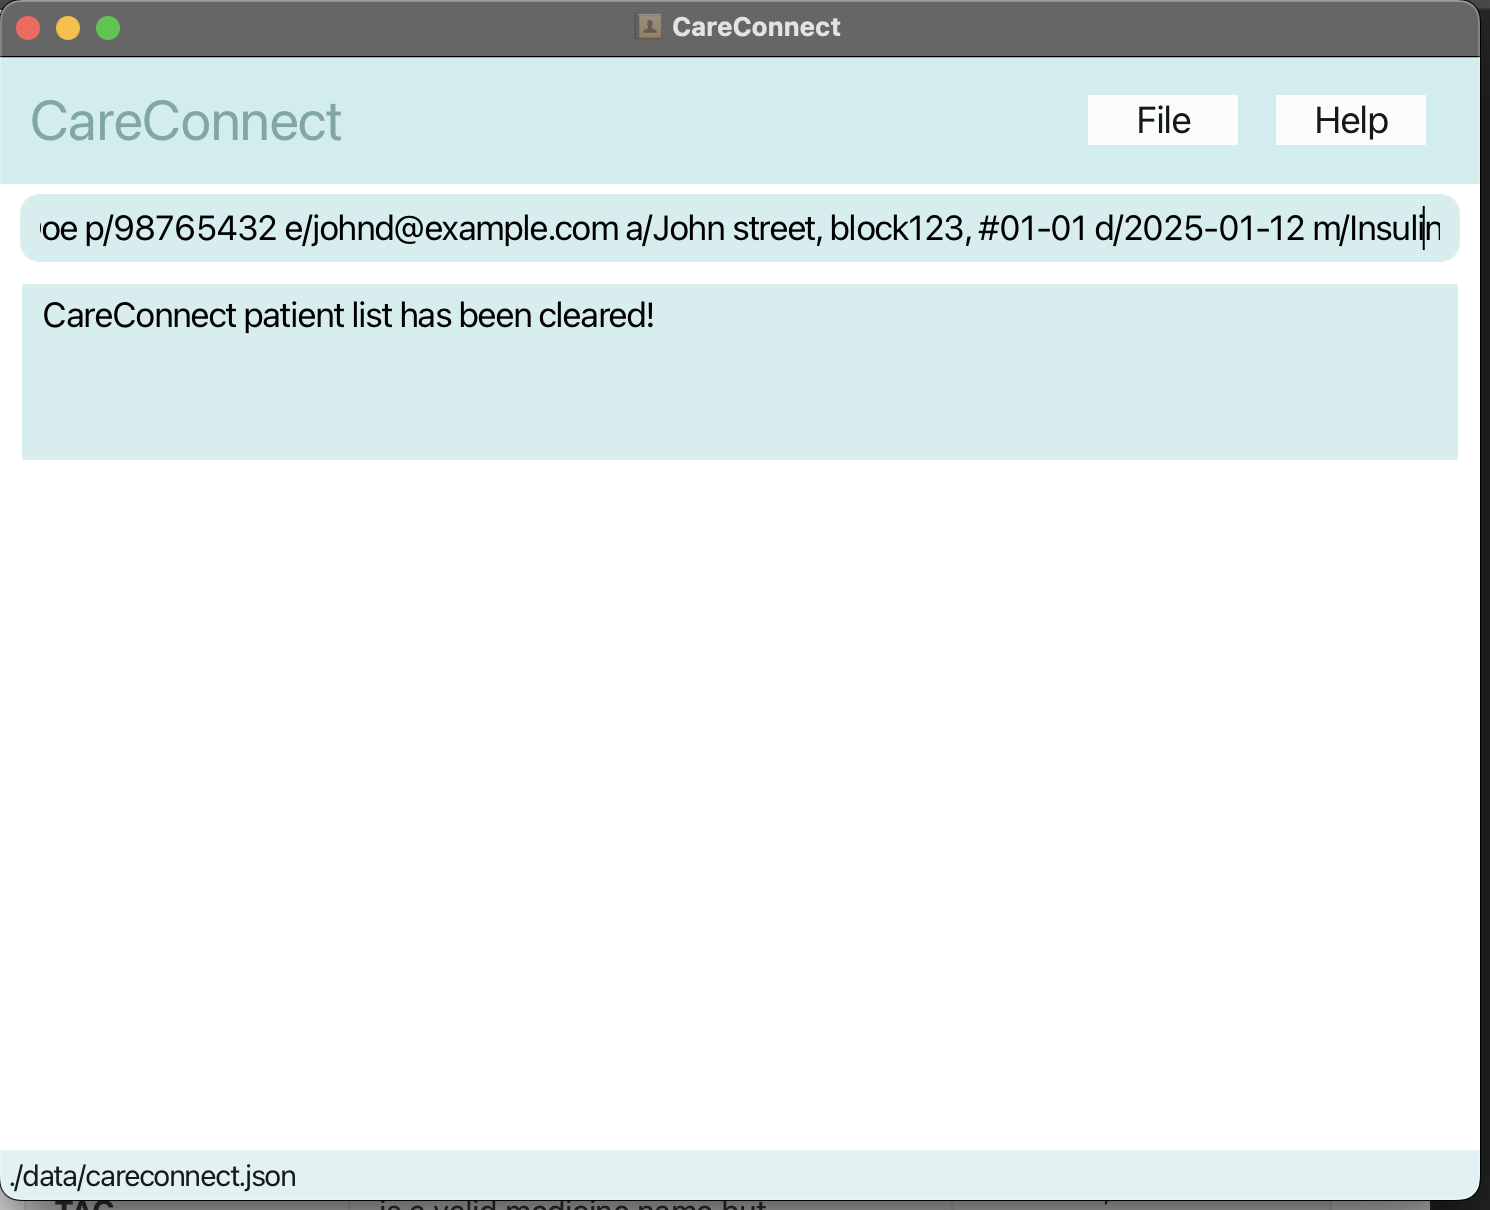 CareConnect
CareConnect
File
Help
oe p/98765432 e/johnd@example.com a/John street, block123, #01-01 d/2025-01-12 m/Insulin
CareConnect patient list has been cleared!
./data/careconnect.json
TAG
is a valid medicine name but